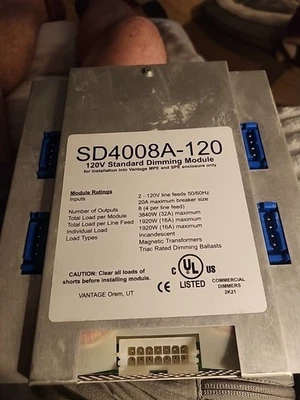 SD4008A-120
120V Standard Dimming Module
for Installation into Vantage MPE and SPE enclosure only
Module Ratings
Inputs 2 - 120V line feeds 50/60Hz
20A maximum breaker size
Number of Outputs 8 (4 per line feed)
Total Load per Module 3840W (32A) maximum
Total Load per Line Feed 1920W (16A) maximum
Individual Load 1920W (16A) maximum
Load Types Incandescent
Magnetic Transformers
Triac Rated Dimming Ballasts
CAUTION: Clear all loads of
shorts before installing module.
VANTAGE Orem, UT
CE
C UL US
LISTED
COMMERCIAL
DIMMERS
2K21